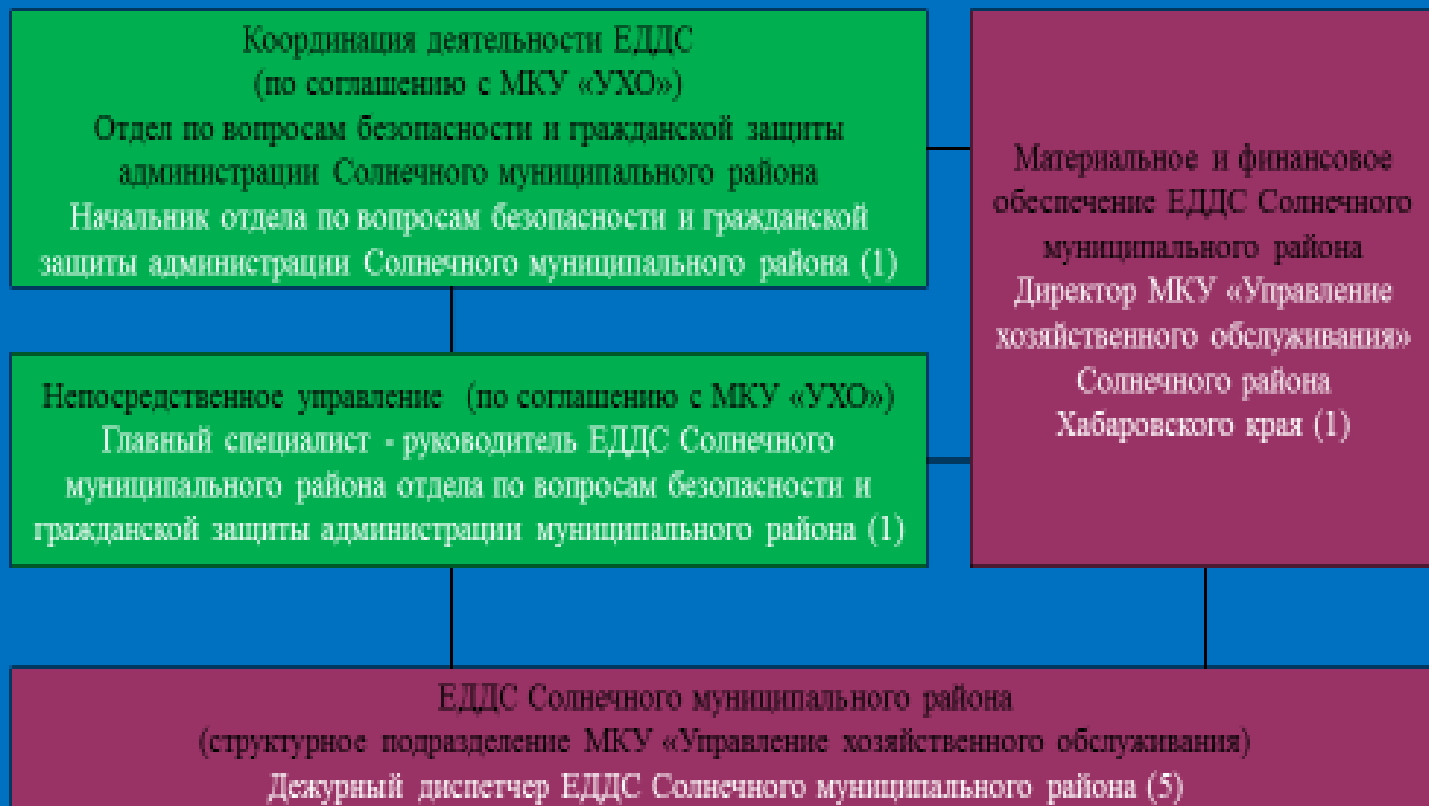 Координация деятельности ЕДДС
(по соглашению с МКУ «УХО»)
Отдел по вопросам безопасности и гражданской защиты
администрации Солнечного муниципального района
Начальник отдела по вопросам безопасности и гражданской
защиты администрации Солнечного муниципального района (1)
Материальное и финансовое
обеспечение ЕДДС Солнечного
муниципального района
Директор МКУ «Управление
хозяйственного обслуживания»
Солнечного района
Хабаровского края (1)
Непосредственное управление (по соглашению с МКУ «УХО»)
Главный специалист - руководитель ЕДДС Солнечного
муниципального района отдела по вопросам безопасности и
гражданской защиты администрации муниципального района (1)
ЕДДС Солнечного муниципального района
(структурное подразделение МКУ «Управление хозяйственного обслуживания)
Дежурный диспетчер ЕДДС Солнечного муниципального района (5)